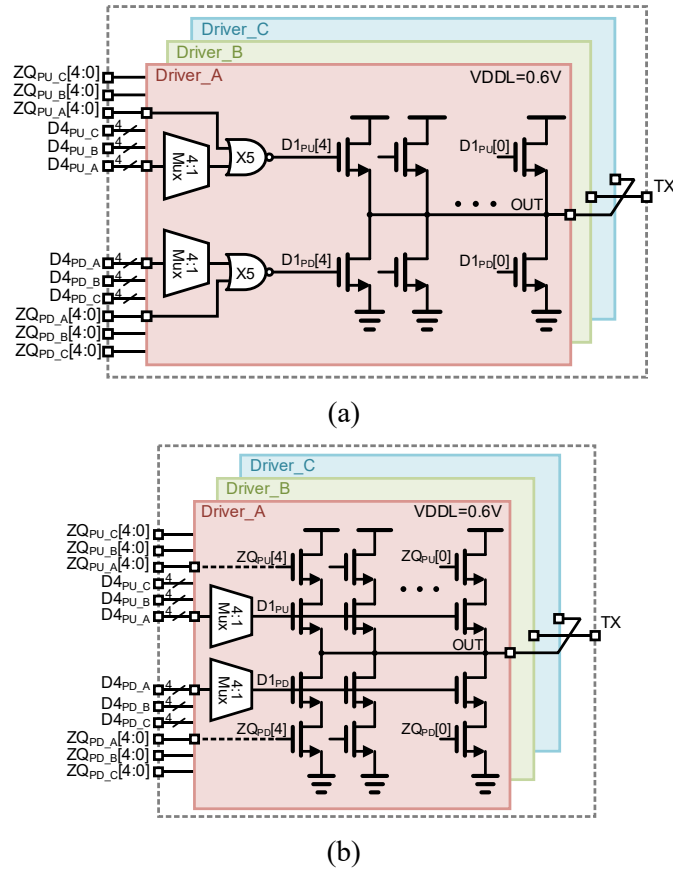 Driver_C
Driver_B
Driver_A
VDDL=0.6V
ZQPU_C[4:0]
ZQPU_B[4:0]
ZQPU_A[4:0]
D4PU_C 4
D4PU_B 4
D4PU_A 4
4:1 Mux
X5
D1PU[4]
D1PU[0]
OUT
TX
D4PD_A 4
D4PD_B 4
D4PD_C 4
4:1 Mux
X5
D1PD[4]
D1PD[0]
ZQPD_A[4:0]
ZQPD_B[4:0]
ZQPD_C[4:0]
(a)
Driver_C
Driver_B
Driver_A
VDDL=0.6V
ZQPU_C[4:0]
ZQPU_B[4:0]
ZQPU_A[4:0]
ZQPU[4]
ZQPU[0]
D4PU_C 4
D4PU_B 4
D4PU_A 4
4:1 Mux
D1PU
OUT
TX
D4PD_A 4
D4PD_B 4
D4PD_C 4
4:1 Mux
D1PD
ZQPD_A[4:0]
ZQPD_B[4:0]
ZQPD_C[4:0]
ZQPD[4]
ZQPD[0]
(b)